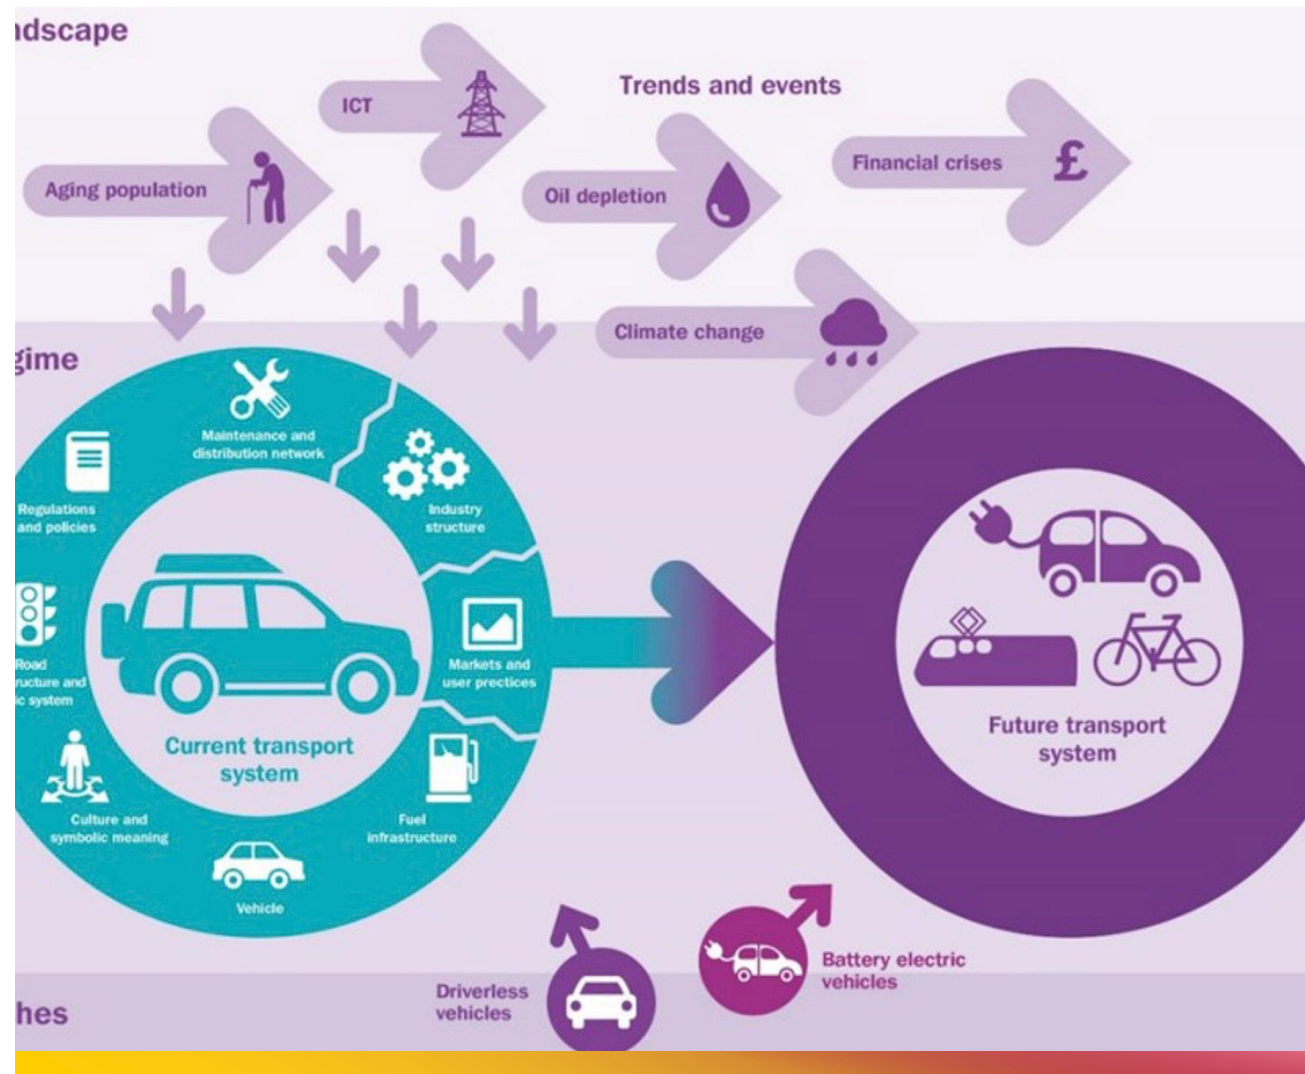 ndscape
Trends and events
ICT
Financial crises
Aging population
Oil depletion
Climate change
£
gime
Maintenance and
distribution network
Regulations
and policies
Industry
structure
Road
ructure and
ic system
Markets and
user prectices
Current transport
system
Future transport
system
Culture and
symbolic meaning
Fuel
infrastructure
Vehicle
Battery electric
vehicles
Driverless
vehicles
hes